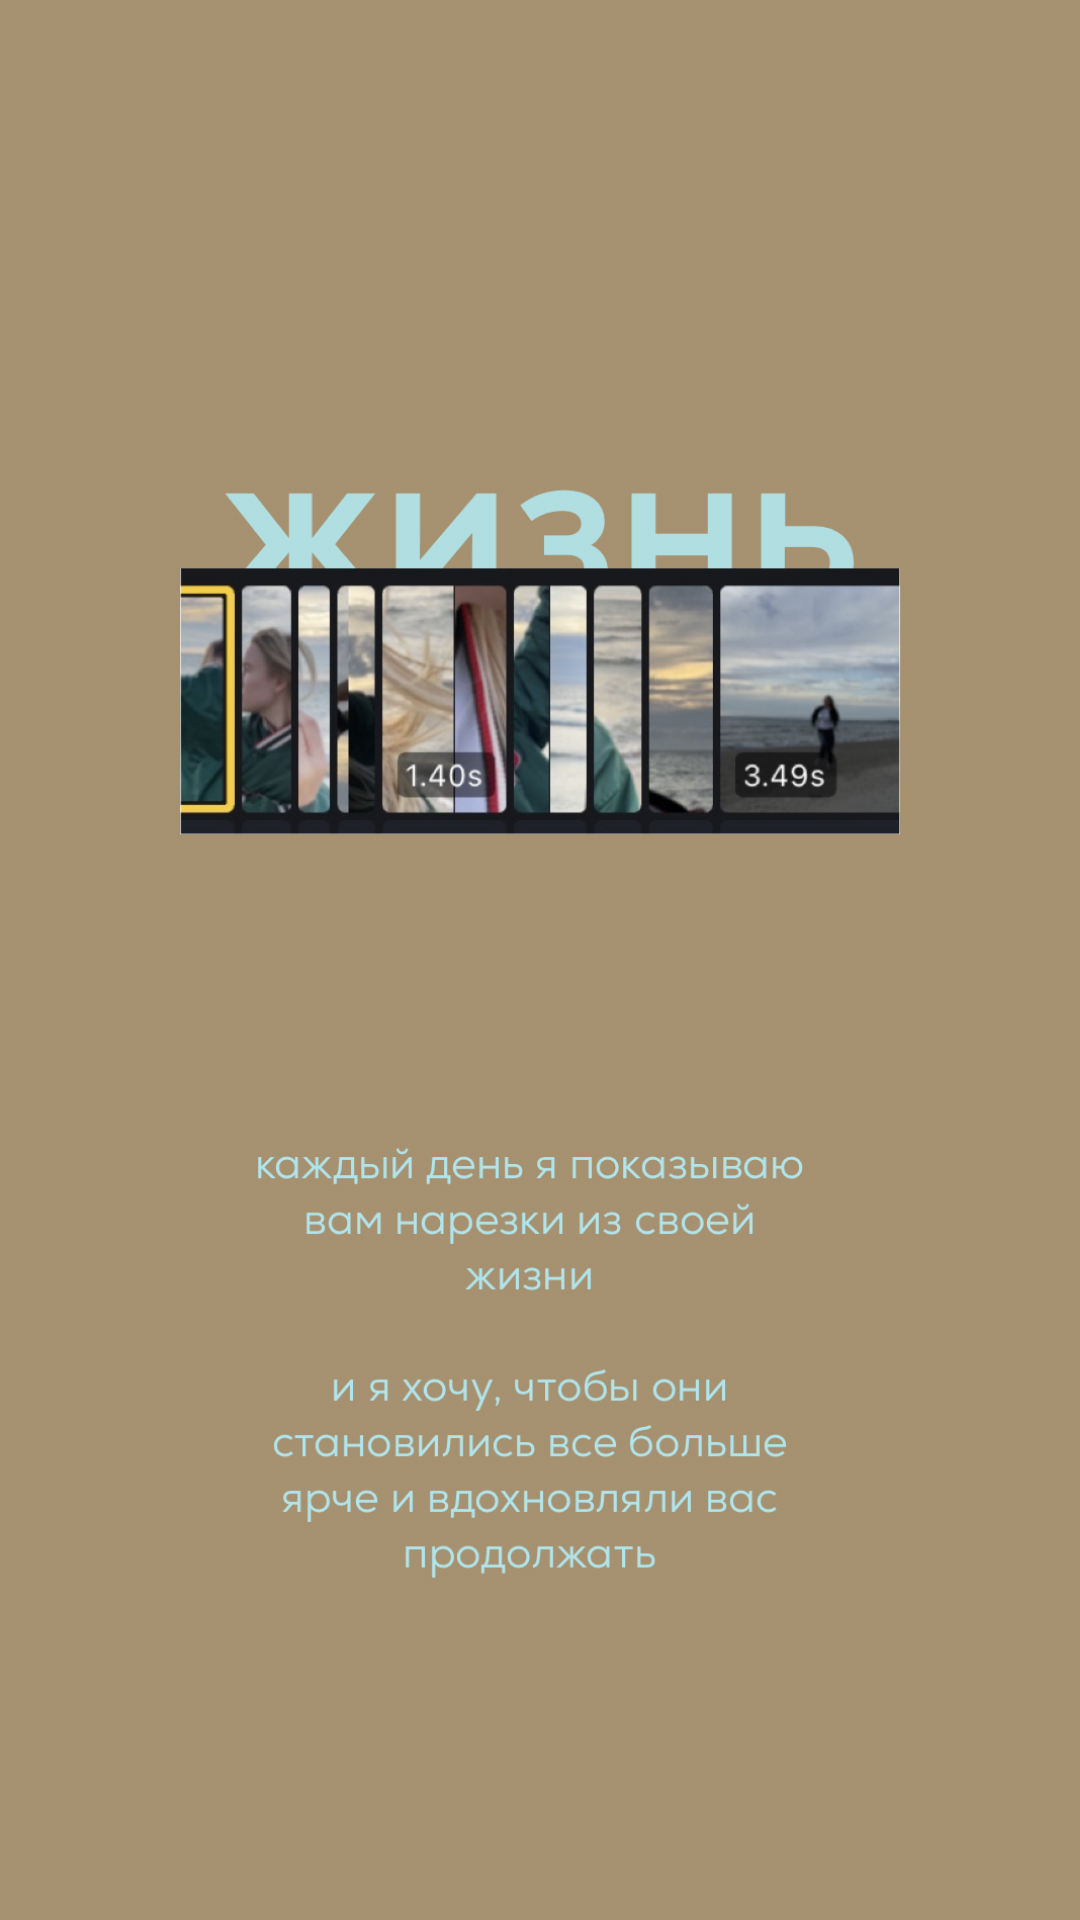 жизнь
1.40s
3.49s
каждый день я показываю
вам нарезки из своей
жизни
и я хочу, чтобы они
становились все больше
ярче и вдохновляли вас
продолжать